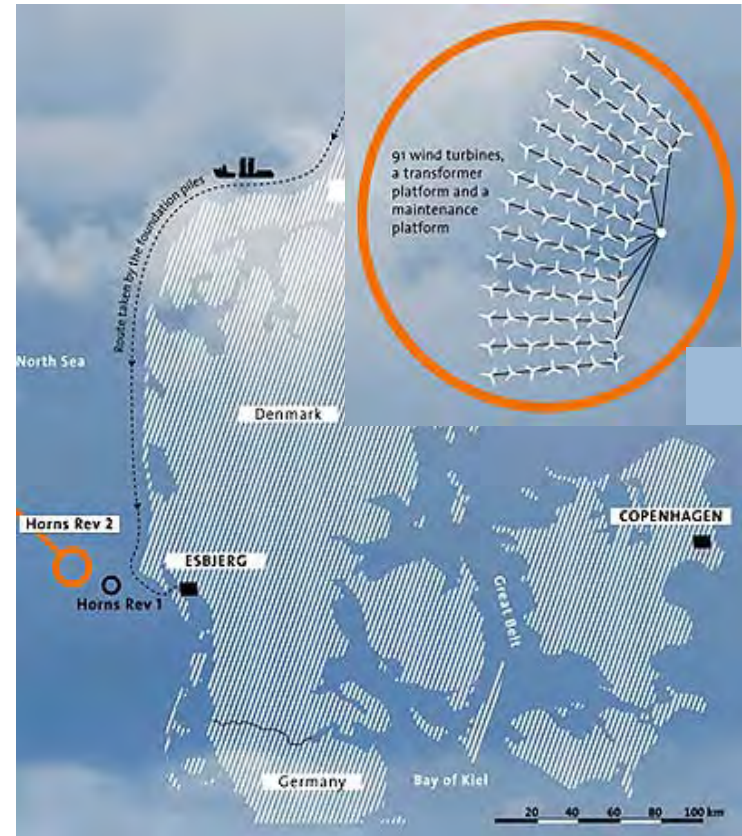 91 wind turbines,
a transformer
platform and a
maintenance
platform
Route taken by the foundation piles
North Sea
Denmark
Horns Rev 2
COPENHAGEN
ESBJERG
Horns Rev 1
Great Belt
Germany
Bay of Kiel
20 40 60 80 100 km